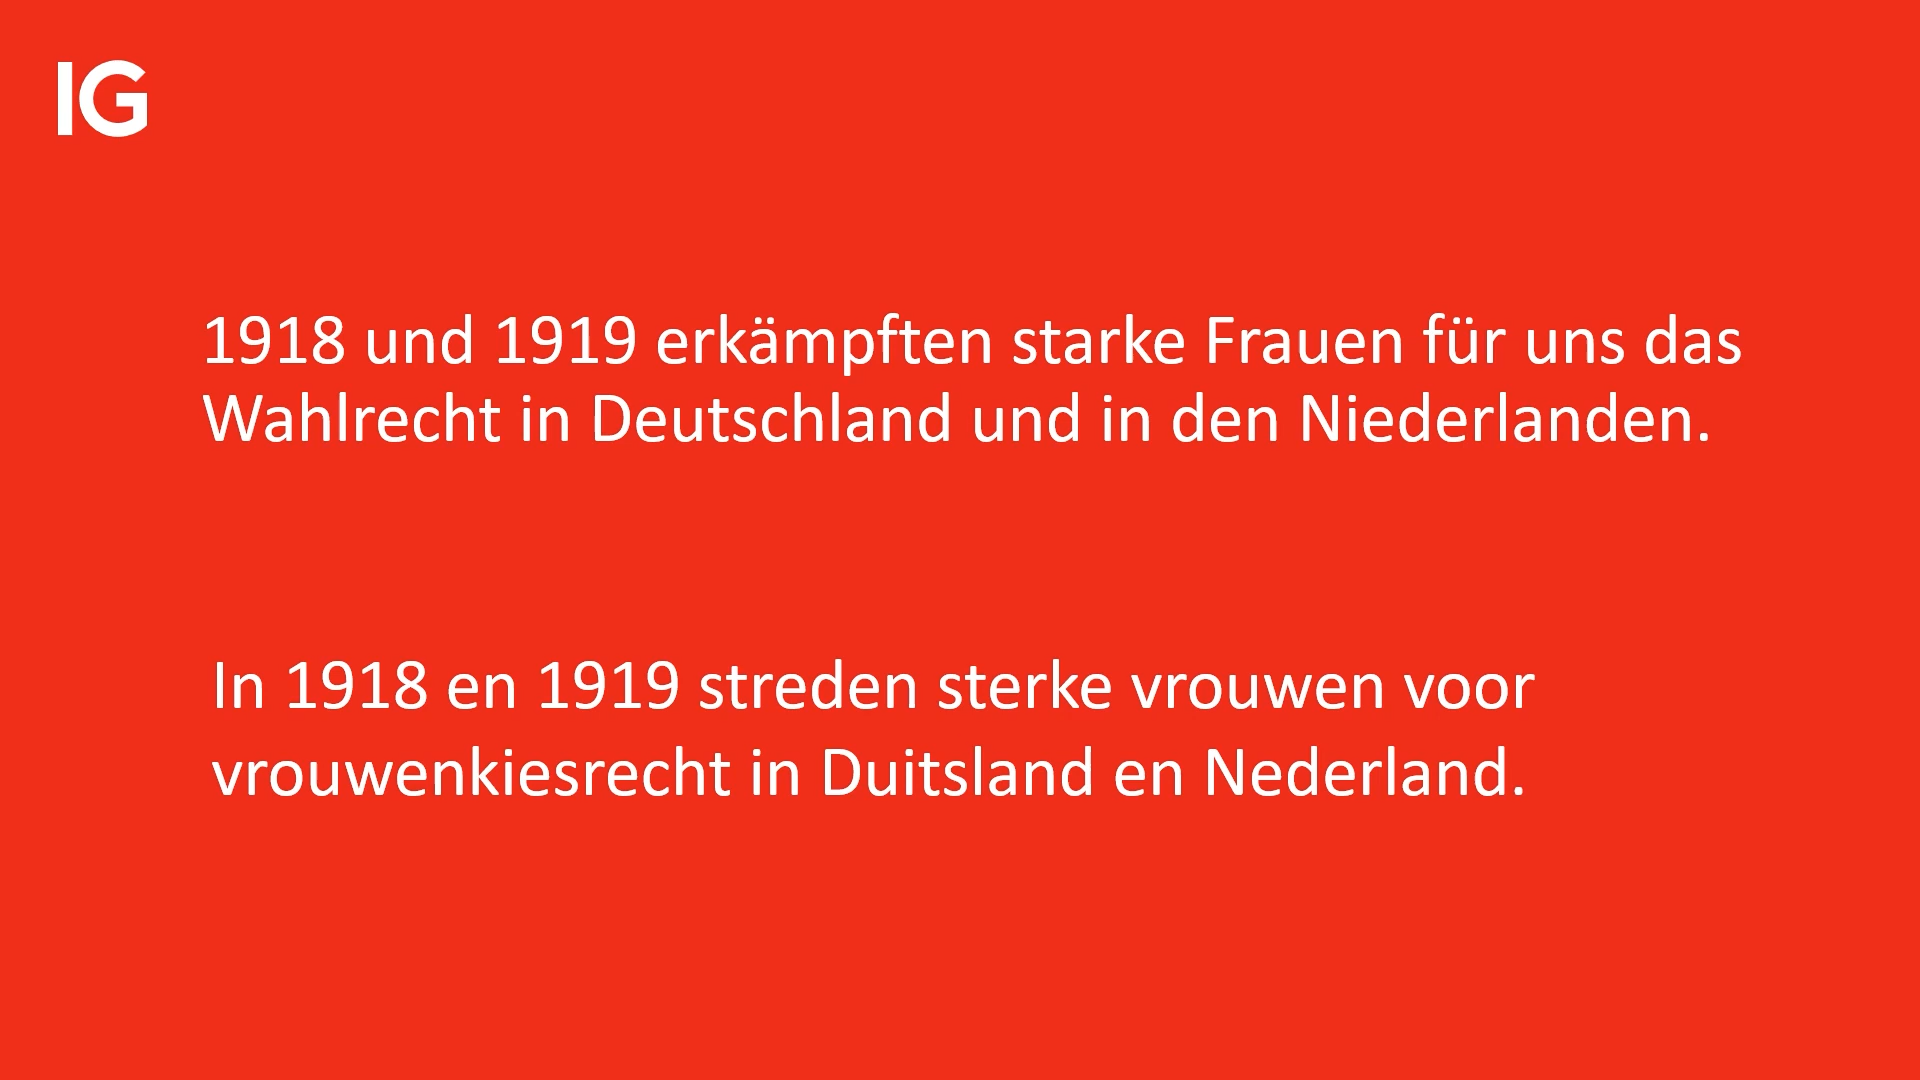 IG
1918 und 1919 erkämpften starke Frauen für uns das
Wahlrecht in Deutschland und in den Niederlanden.
In 1918 en 1919 streden sterke vrouwen voor
vrouwenkiesrecht in Duitsland en Nederland.